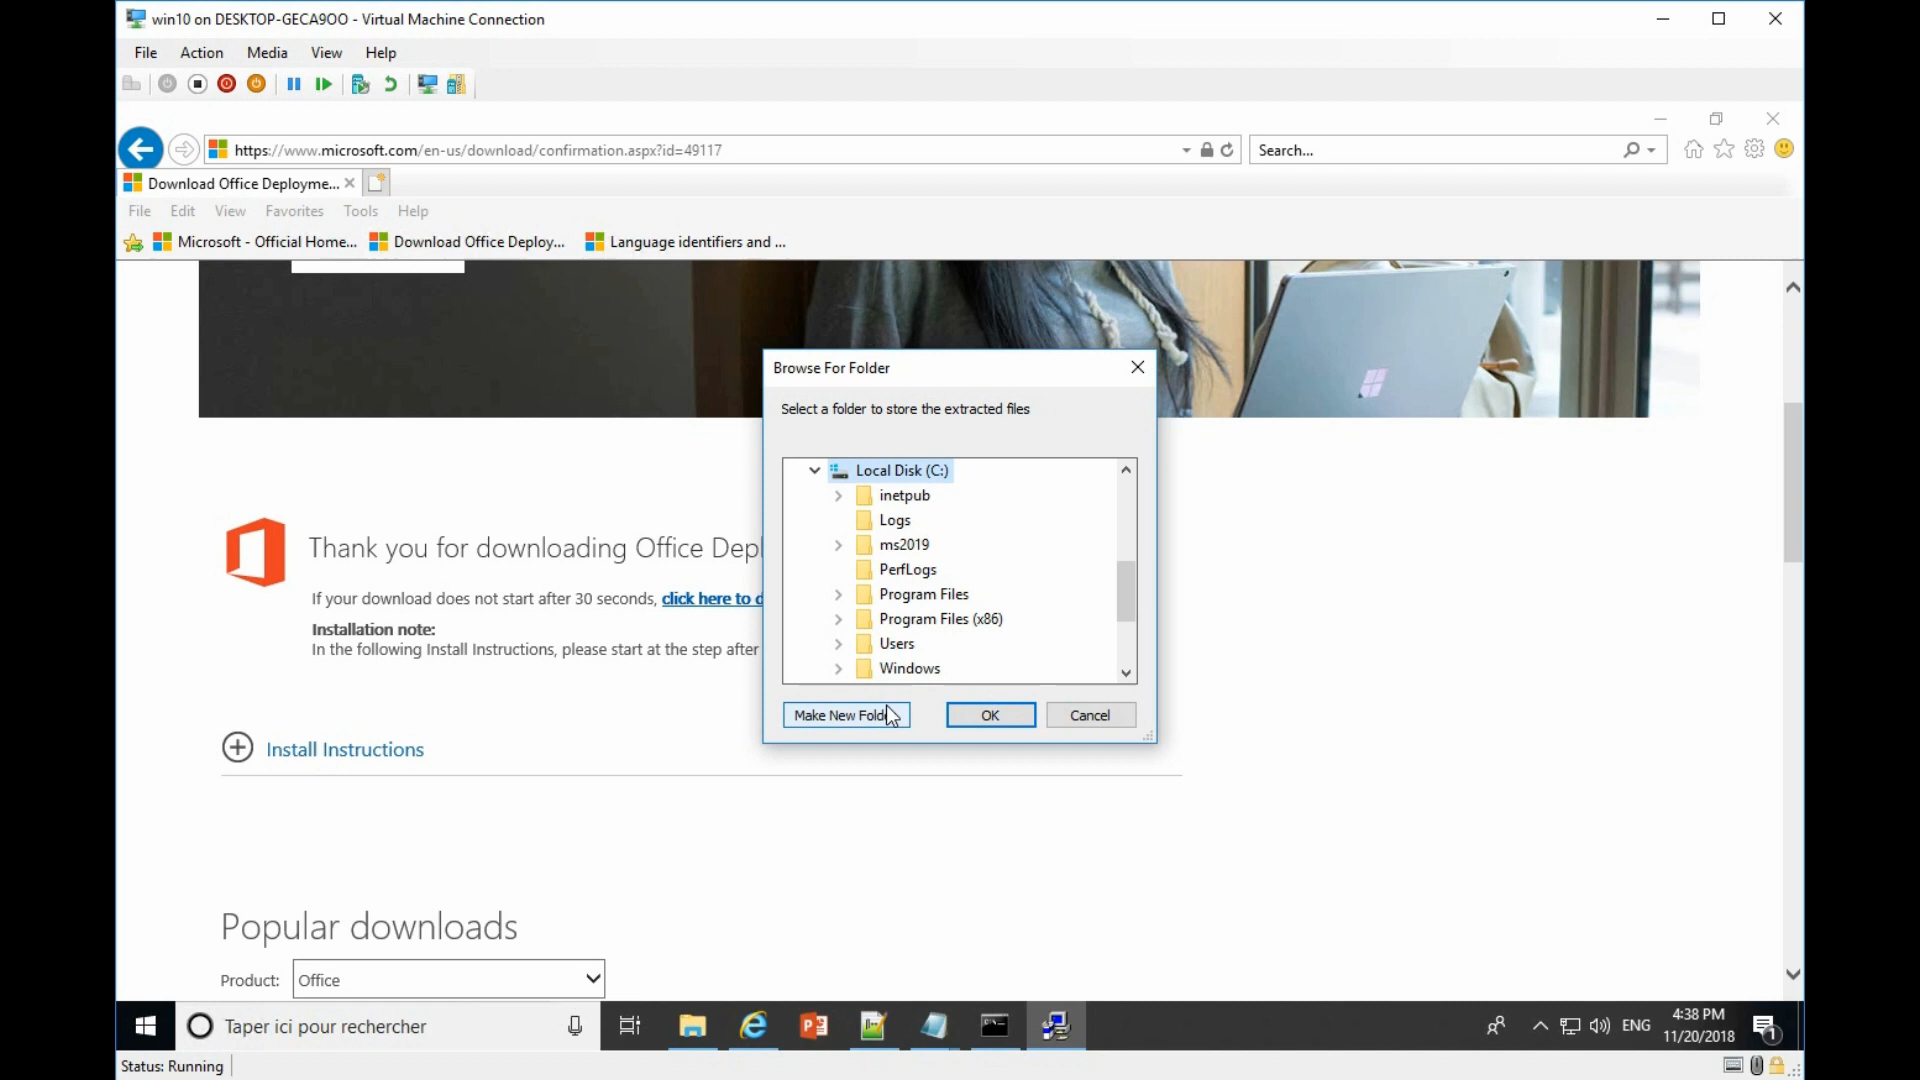 win10 on DESKTOP-GECA9OO - Virtual Machine Connection
File Action Media View Help
https://www.microsoft.com/en-us/download/confirmation.aspx?id=49117
Search...
Download Office Deployme...
File Edit View Favorites Tools Help
Microsoft - Official Home... Download Office Deploy... Language identifiers and ...
Browse For Folder
Select a folder to store the extracted files
Local Disk (C:)
inetpub
Logs
ms2019
PerfLogs
Program Files
Program Files (x86)
Users
Windows
Make New Fold
OK
Cancel
Thank you for downloading Office Depl
If your download does not start after 30 seconds, click here to d
Installation note:
In the following Install Instructions, please start at the step after
Install Instructions
Popular downloads
Product: Office
Taper ici pour rechercher
ENG
4:38 PM
11/20/2018
1
Status: Running